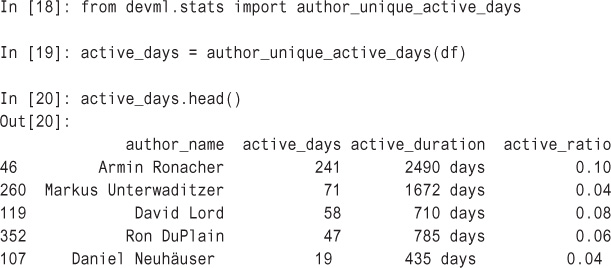 In [18]: from devml.stats import author_unique_active_days
In [19]: active_days = author_unique_active_days(df)
In [20]: active_days.head()
Out[20]:
author_name active_days active_duration active_ratio
46 Armin Ronacher 241 2490 days 0.10
260 Markus Unterwaditzer 71 1672 days 0.04
119 David Lord 58 710 days 0.08
352 Ron DuPlain 47 785 days 0.06
107 Daniel Neuhäuser 19 435 days 0.04